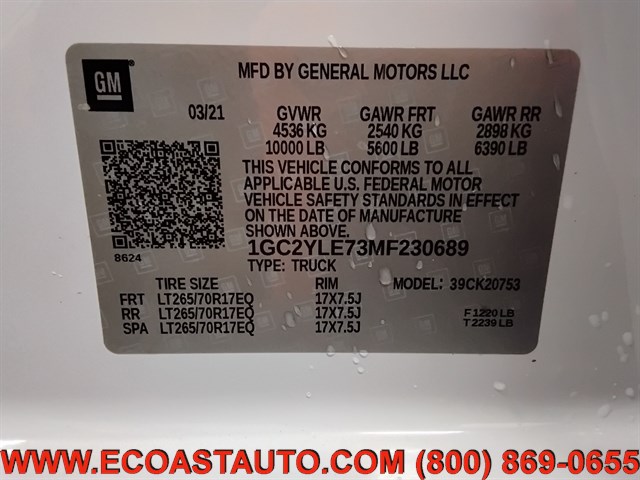 GM
MFD BY GENERAL MOTORS LLC
03/21 GVWR GAWR FRT GAWR RR
4536 KG 2540 KG 2898 KG
10000 LB 5600 LB 6390 LB
THIS VEHICLE CONFORMS TO ALL
APPLICABLE U.S. FEDERAL MOTOR
VEHICLE SAFETY STANDARDS IN EFFECT
ON THE DATE OF MANUFACTURE
SHOWN ABOVE.
8624 1GC2YLE73MF230689
TYPE: TRUCK MODEL: 39CK20753
TIRE SIZE RIM
FRT LT265/70R17EQ 17X7.5J
RR LT265/70R17EQ 17X7.5J F 1220 LB
SPA LT265/70R17EQ 17X7.5J T 2239 LB
WWW.ECOASTAUTO.COM (800) 869-0655